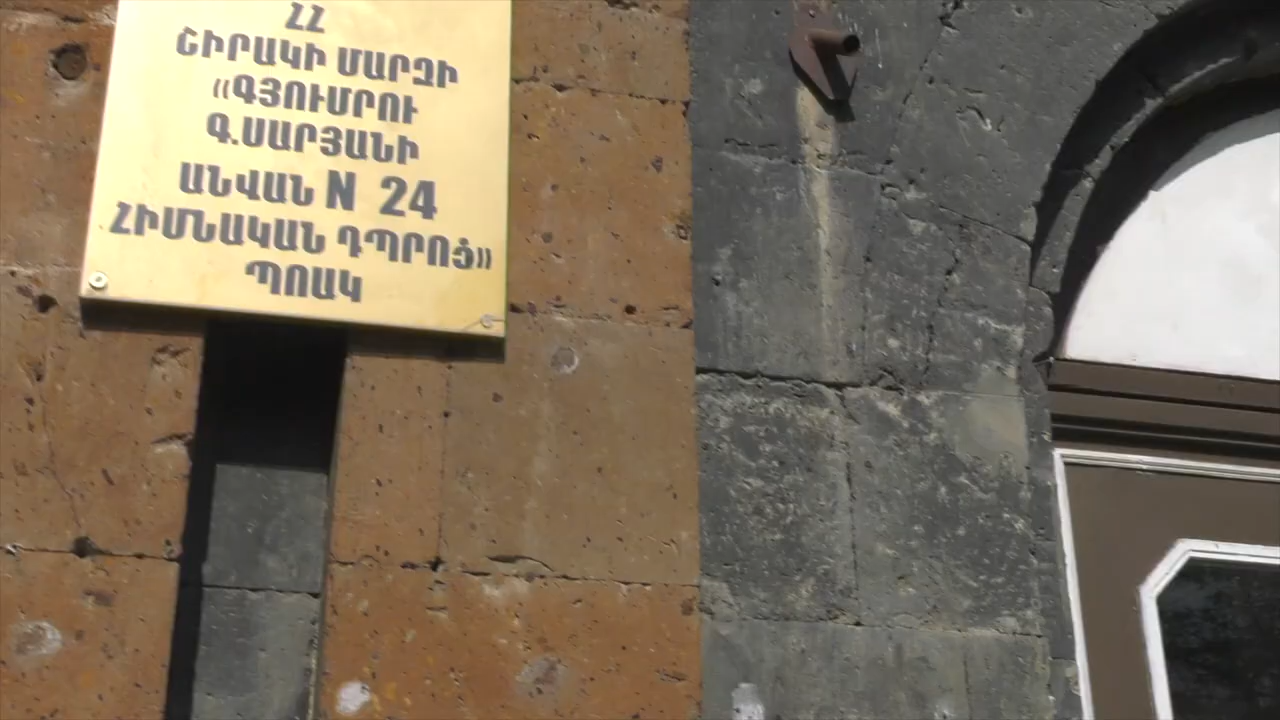 ՀՀ
ՇԻՐԱԿԻ ՄԱՐԶԻ
«ԳՅՈՒՄՐՈՒ
Գ.ՍԱՐՅԱՆԻ
ԱՆՎԱՆ N 24
ՀԻՄՆԱԿԱՆ ԴՊՐՈՑ»
ՊՈԱԿ